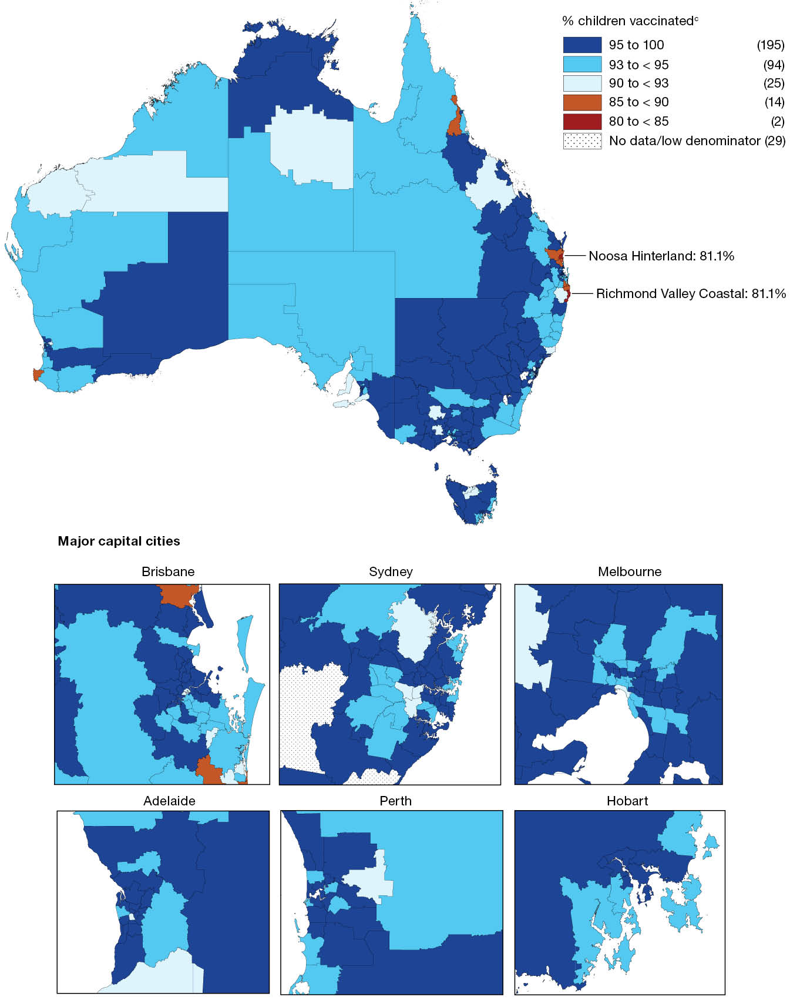 % children vaccinatedᶜ
95 to 100 (195)
93 to < 95 (94)
90 to < 93 (25)
85 to < 90 (14)
80 to < 85 (2)
No data/low denominator (29)
Noosa Hinterland: 81.1%
Richmond Valley Coastal: 81.1%
Major capital cities
Brisbane Sydney Melbourne
Adelaide Perth Hobart